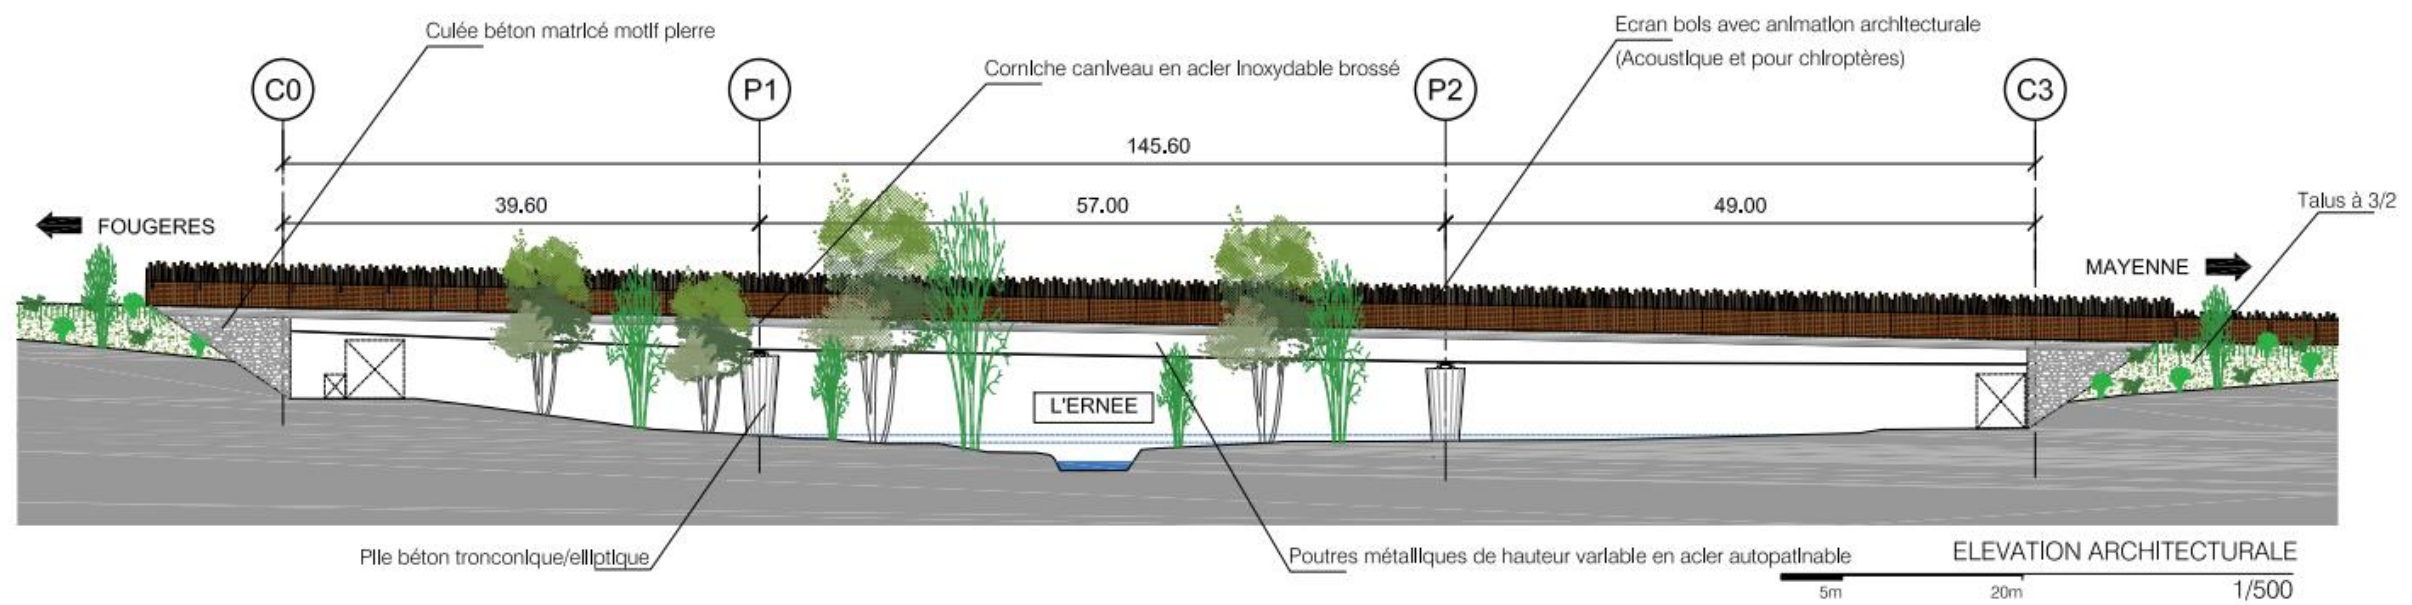 Culée béton matricé motif pierre
Ecran bois avec animation architecturale
(Acoustique et pour chiroptères)
Corniche caniveau en acier inoxydable brossé
C0
P1
P2
C3
145.60
39.60
57.00
49.00
Talus à 3/2
FOUGERES
MAYENNE
L'ERNEE
Pile béton tronconique/elliptique
Poutres métalliques de hauteur variable en acier autopatinable
ELEVATION ARCHITECTURALE
5m
20m
1/500